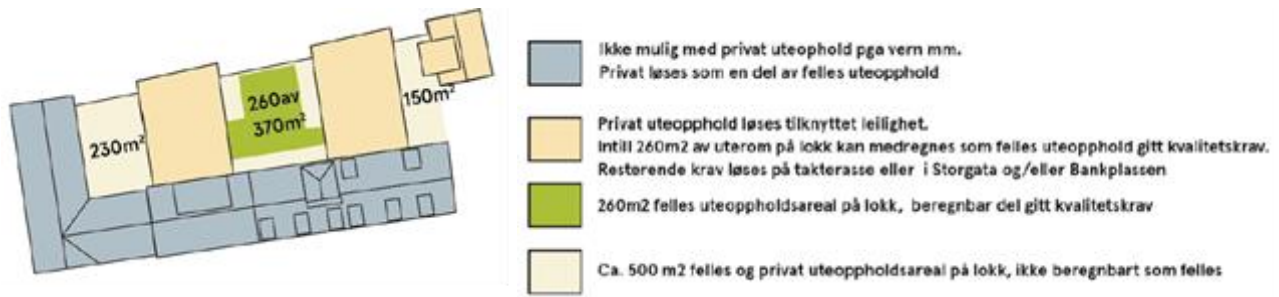 230m²
260av
370m²
150m²
Ikke mulig med privat uteophold pga vern mm.
Privat løses som en del av felles uteopphold
Privat uteopphold løses tilknyttet leilighet.
Intill 260m2 av uterom på lokk kan medregnes som felles uteopphold gitt kvalitetskrav.
Resterende krav løses på takterasse eller i Storgata og/eller Bankplassen
260m2 felles uteoppholdsareal på lokk, beregnbar del gitt kvalitetskrav
Ca. 500 m2 felles og privat uteoppholdsareal på lokk, ikke beregnbart som felles